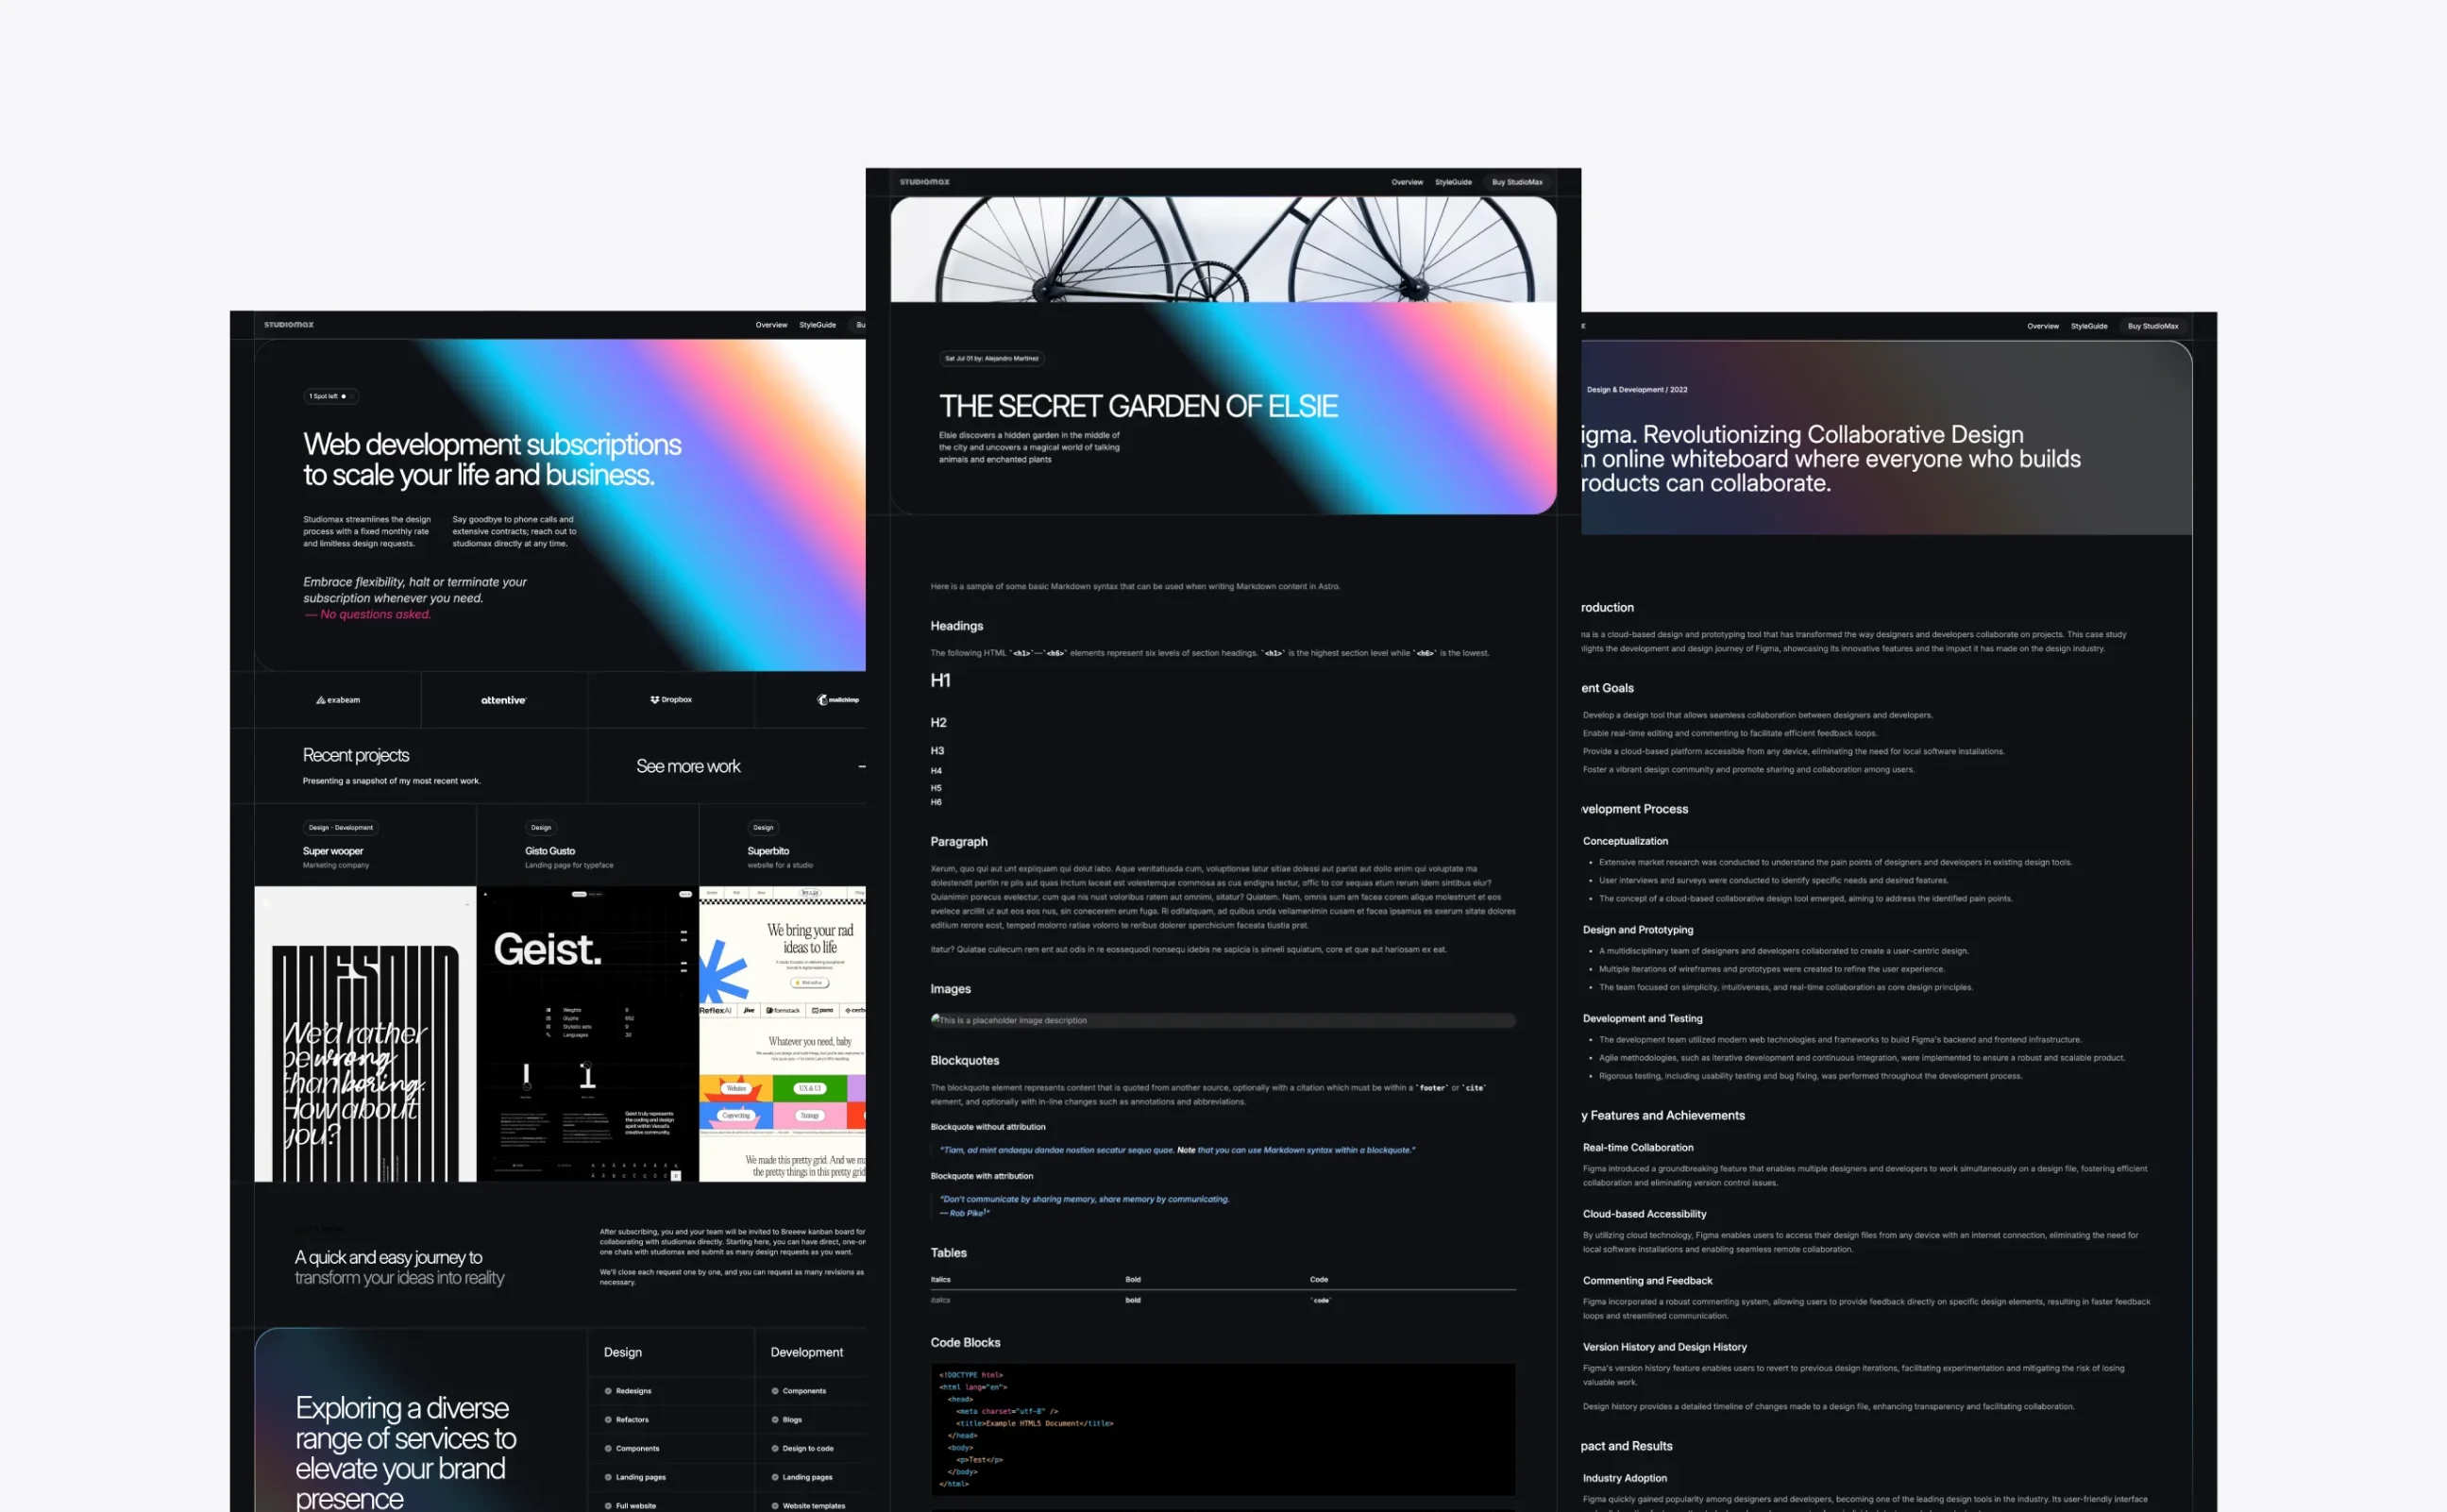 STUDIOMAX
Overview
StyleGuide
Bu
1 Spot left
Web development subscriptions
to scale your life and business.
Studiomax streamlines the design
process with a fixed monthly rate
and limitless design requests.
Say goodbye to phone calls and
extensive contracts; reach out to
studiomax directly at any time.
Embrace flexibility, halt or terminate your
subscription whenever you need.
— No questions asked.
exabeam
attentive
Dropbox
mailchimp
Recent projects
Presenting a snapshot of my most recent work.
See more work
Design - Development
Super wooper
Marketing company
Design
Gisto Gusto
Landing page for typeface
Design
Superbito
website for a studio
We'd rather
be wrong
than boring.
How about
you?
Geist.
Weights
9
Glyphs
652
Stylistic sets
9
Languages
32
Geist truly represents
the coding and design
spirit within Vercel's
creative community.
We bring your rad
ideas to life
ReflexAI
jive
formstack
pano
cerb
Whatever you need, baby
Websites
UX & UI
Copywriting
Strategy
We made this pretty grid. And we ma
the pretty things in this pretty grid
A quick and easy journey to
transform your ideas into reality
After subscribing, you and your team will be invited to Breeew kanban board for
collaborating with studiomax directly. Starting here, you can have direct, one-on
one chats with studiomax and submit as many design requests as you want.
We'll close each request one by one, and you can request as many revisions as
necessary.
Exploring a diverse
range of services to
elevate your brand
presence
Design
Redesigns
Refactors
Components
Landing pages
Full website
Development
Components
Blogs
Design to code
Landing pages
Website templates
STUDIOMAX
Overview
StyleGuide
Buy StudioMax
Sat Jul 01 by: Alejandro Martinez
THE SECRET GARDEN OF ELSIE
Elsie discovers a hidden garden in the middle of
the city and uncovers a magical world of talking
animals and enchanted plants
Here is a sample of some basic Markdown syntax that can be used when writing Markdown content in Astro.
Headings
The following HTML `<h1>`—`<h6>` elements represent six levels of section headings. `<h1>` is the highest section level while `<h6>` is the lowest.
H1
H2
H3
H4
H5
H6
Paragraph
Xerum, quo qui aut unt expliquam qui dolut labo. Aque venitatiusda cum, voluptionse latur sitiae dolessi aut parist aut dollo enim qui voluptate ma
dolestendit peritin re plis aut quas inctum laceat est volestemque commosa as cus endigna tectur, offic to cor sequas etum rerum idem sintibus eiur?
Quianimin porecus evelectur, cum que nis nust voloribus ratem aut omnimi, sitatur? Quiatem. Nam, omnis sum am facea corem alique molestrunt et eos
evelece arcillit ut aut eos eos nus, sin conecerem erum fuga. Ri oditatquam, ad quibus unda veliamenimin cusam et facea ipsamus es exerum sitate dolores
editium rerore eost, temped molorro ratiae volorro te reribus dolorer sperchicium faceata tiustia prat.
Itatur? Quiatae cullecum rem ent aut odis in re eossequodi nonsequ idebis ne sapicia is sinveli squiatum, core et que aut hariosam ex eat.
Images
This is a placeholder image description
Blockquotes
The blockquote element represents content that is quoted from another source, optionally with a citation which must be within a `footer` or `cite`
element, and optionally with in-line changes such as annotations and abbreviations.
Blockquote without attribution
"Tiam, ad mint andaepu dandae nostion secatur sequo quae. Note that you can use Markdown syntax within a blockquote."
Blockquote with attribution
"Don't communicate by sharing memory, share memory by communicating.
— Rob Pike¹"
Tables
Italics
Bold
Code
italics
bold
`code`
Code Blocks
<!DOCTYPE html>
<html lang="en">
<head>
<meta charset="utf-8" />
<title>Example HTML5 Document</title>
</head>
<body>
<p>Test</p>
</body>
</html>
Overview
StyleGuide
Buy StudioMax
Design & Development / 2022
igma. Revolutionizing Collaborative Design
n online whiteboard where everyone who builds
roducts can collaborate.
roduction
na is a cloud-based design and prototyping tool that has transformed the way designers and developers collaborate on projects. This case study
lights the development and design journey of Figma, showcasing its innovative features and the impact it has made on the design industry.
ent Goals
Develop a design tool that allows seamless collaboration between designers and developers.
Enable real-time editing and commenting to facilitate efficient feedback loops.
Provide a cloud-based platform accessible from any device, eliminating the need for local software installations.
Foster a vibrant design community and promote sharing and collaboration among users.
velopment Process
Conceptualization
Extensive market research was conducted to understand the pain points of designers and developers in existing design tools.
User interviews and surveys were conducted to identify specific needs and desired features.
The concept of a cloud-based collaborative design tool emerged, aiming to address the identified pain points.
Design and Prototyping
A multidisciplinary team of designers and developers collaborated to create a user-centric design.
Multiple iterations of wireframes and prototypes were created to refine the user experience.
The team focused on simplicity, intuitiveness, and real-time collaboration as core design principles.
Development and Testing
The development team utilized modern web technologies and frameworks to build Figma's backend and frontend infrastructure.
Agile methodologies, such as iterative development and continuous integration, were implemented to ensure a robust and scalable product.
Rigorous testing, including usability testing and bug fixing, was performed throughout the development process.
y Features and Achievements
Real-time Collaboration
Figma introduced a groundbreaking feature that enables multiple designers and developers to work simultaneously on a design file, fostering efficient
collaboration and eliminating version control issues.
Cloud-based Accessibility
By utilizing cloud technology, Figma enables users to access their design files from any device with an internet connection, eliminating the need for
local software installations and enabling seamless remote collaboration.
Commenting and Feedback
Figma incorporated a robust commenting system, allowing users to provide feedback directly on specific design elements, resulting in faster feedback
loops and streamlined communication.
Version History and Design History
Figma's version history feature enables users to revert to previous design iterations, facilitating experimentation and mitigating the risk of losing
valuable work.
Design history provides a detailed timeline of changes made to a design file, enhancing transparency and facilitating collaboration.
pact and Results
Industry Adoption
Figma quickly gained popularity among designers and developers, becoming one of the leading design tools in the industry. Its user-friendly interface